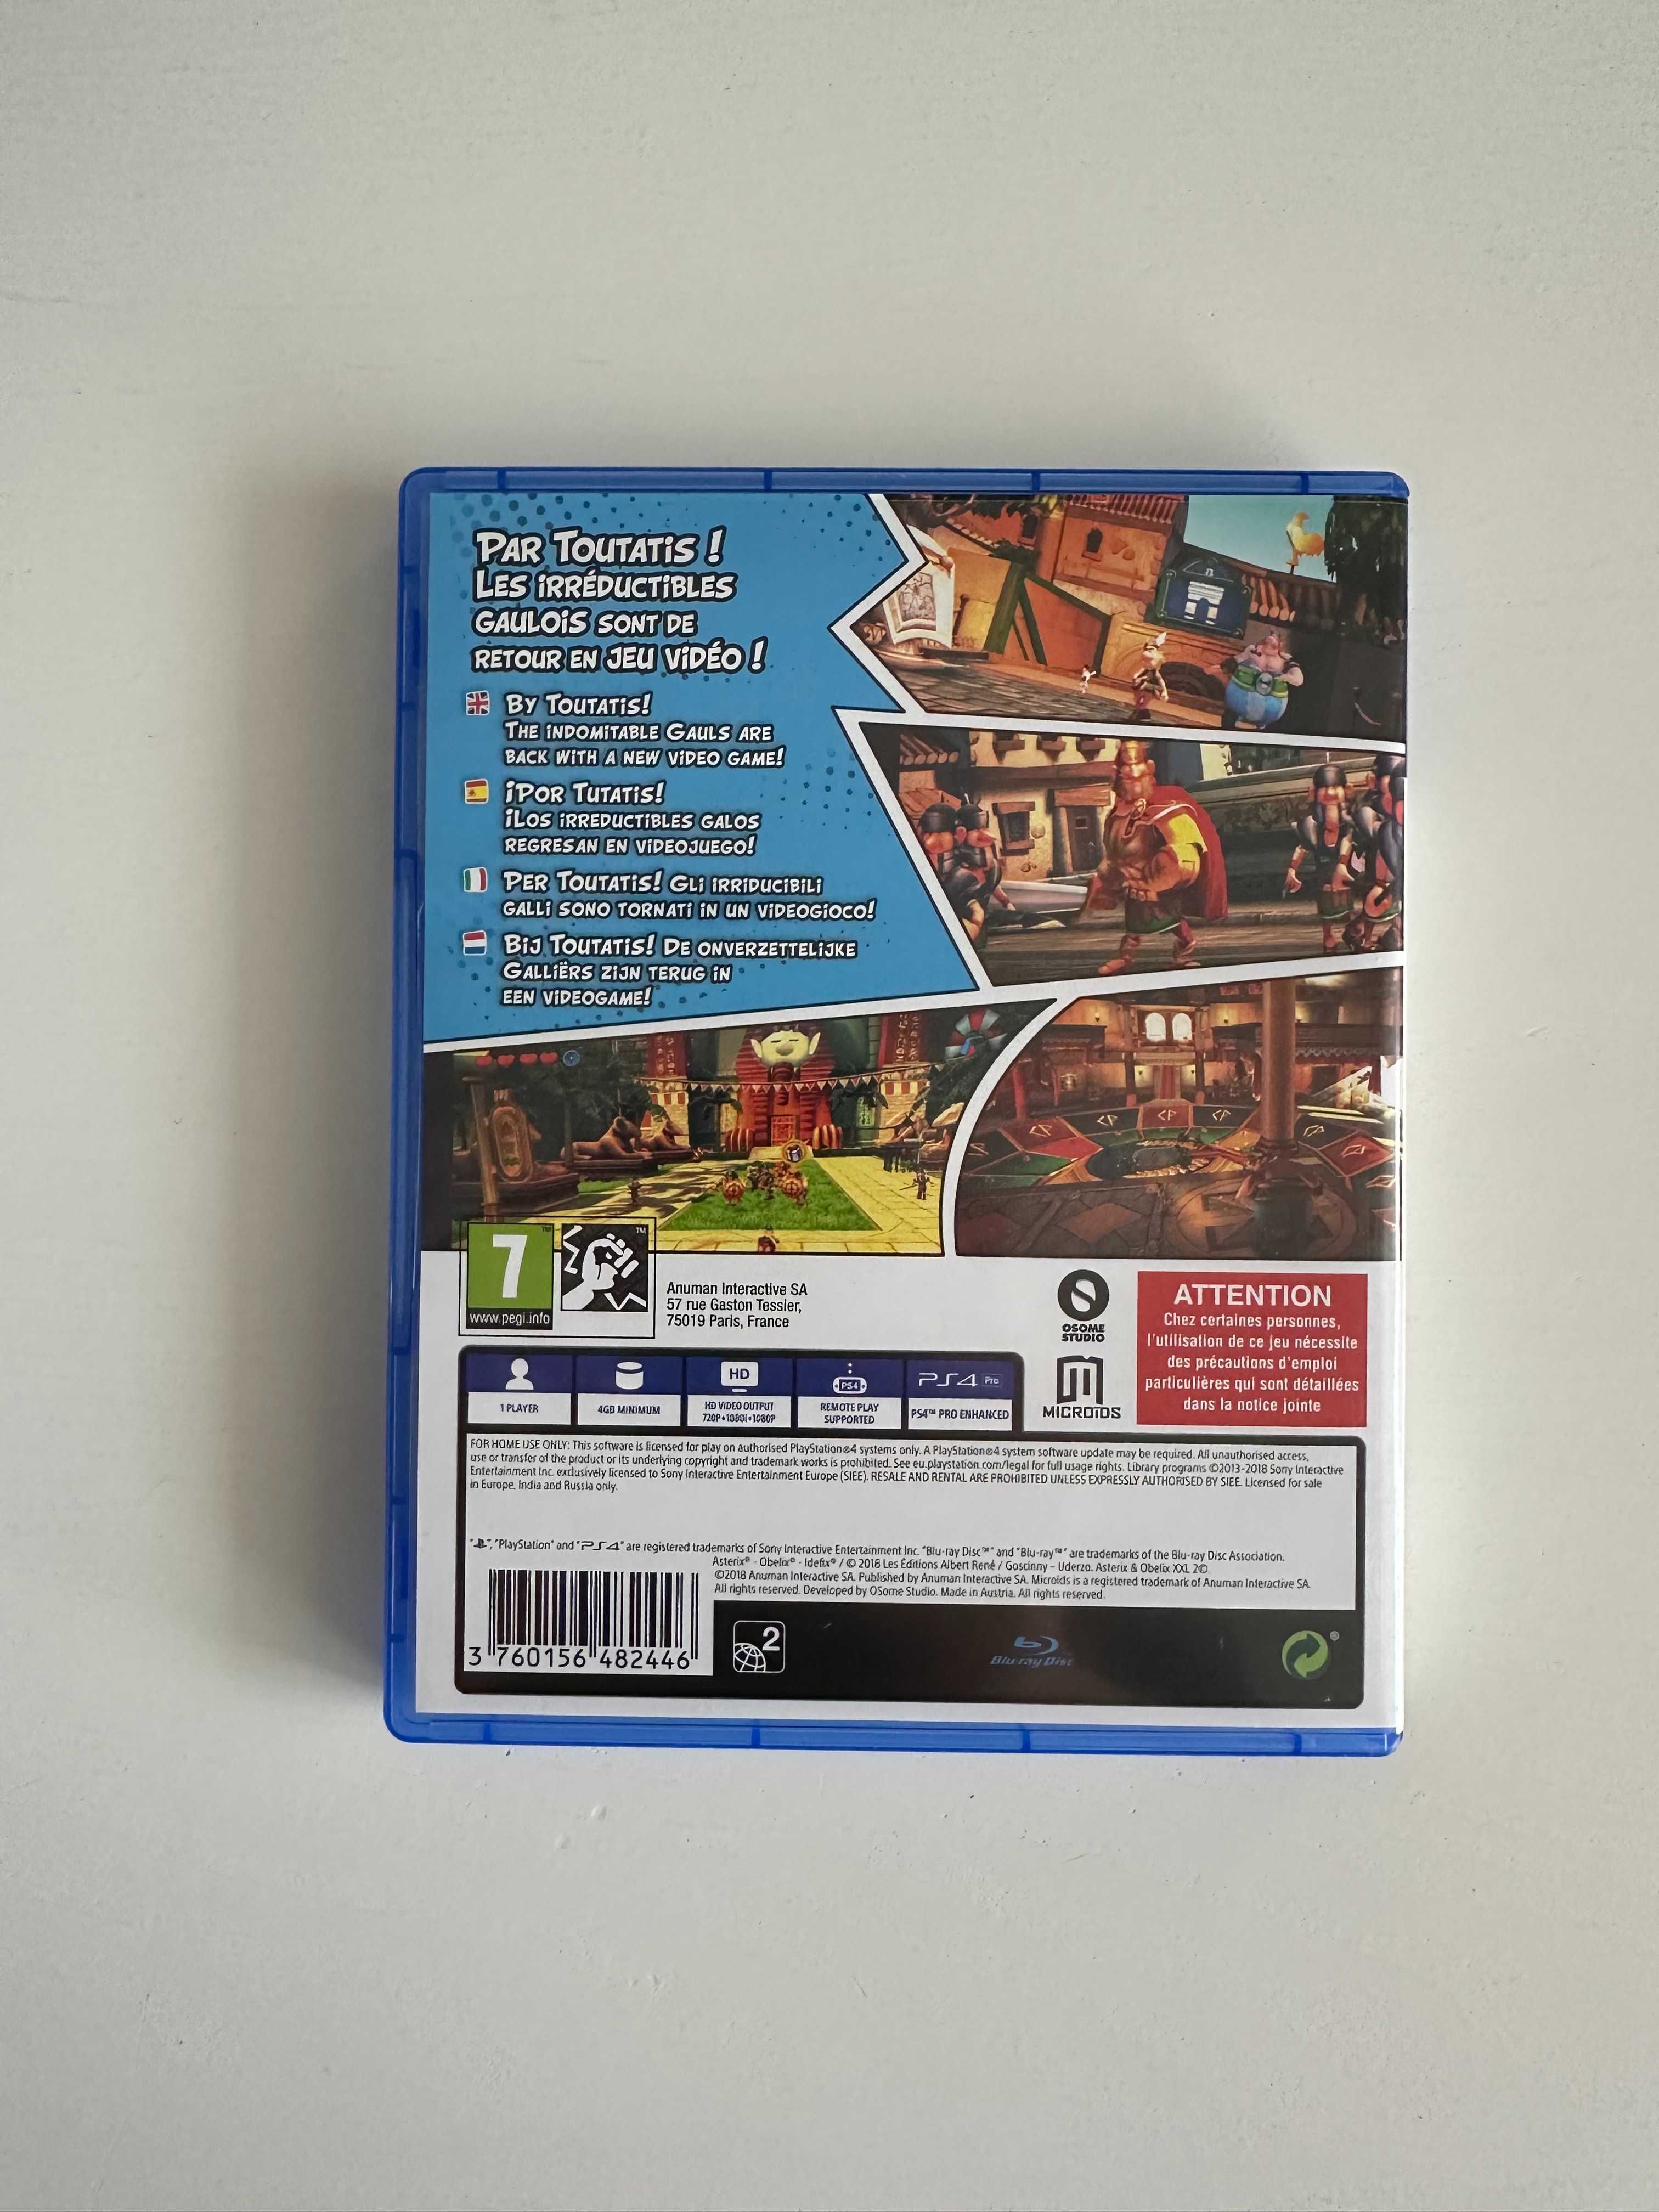 PAR TOUTATIS !
LES IRRÉDUCTIBLES
GAULOIS SONT DE
RETOUR EN JEU VIDÉO !
BY TOUTATIS!
THE INDOMITABLE GAULS ARE
BACK WITH A NEW VIDEO GAME!
¡POR TUTATIS!
¡LOS IRREDUCTIBLES GALOS
REGRESAN EN VIDEOJUEGO!
PER TOUTATIS! GLI IRRIDUCIBILI
GALLI SONO TORNATI IN UN VIDEOGIOCO!
BIJ TOUTATIS! DE ONVERZETTELIJKE
GALLIËRS ZIJN TERUG IN
EEN VIDEOGAME!
7
www.pegi.info
Anuman Interactive SA
57 rue Gaston Tessier,
75019 Paris, France
OSOME
STUDIO
MICROIDS
ATTENTION
Chez certaines personnes,
l'utilisation de ce jeu nécessite
des précautions d'emploi
particulières qui sont détaillées
dans la notice jointe
1 PLAYER
4GB MINIMUM
HD
HD VIDEO OUTPUT
720P•1080i•1080P
PS4
REMOTE PLAY
SUPPORTED
PS4 Pro
PS4™ PRO ENHANCED
FOR HOME USE ONLY: This software is licensed for play on authorised PlayStation®4 systems only. A PlayStation®4 system software update may be required. All unauthorised access,
use or transfer of the product or its underlying copyright and trademark works is prohibited. See eu.playstation.com/legal for full usage rights. Library programs ©2013-2018 Sony Interactive
Entertainment Inc. exclusively licensed to Sony Interactive Entertainment Europe (SIEE). RESALE AND RENTAL ARE PROHIBITED UNLESS EXPRESSLY AUTHORISED BY SIEE. Licensed for sale
in Europe, India and Russia only.
"PlayStation" and "PS4" are registered trademarks of Sony Interactive Entertainment Inc. "Blu-ray Disc™" and "Blu-ray™" are trademarks of the Blu-ray Disc Association.
Asterix® - Obelix® - Idefix® / © 2018 Les Éditions Albert René / Goscinny – Uderzo. Asterix & Obelix XXL 2©
©2018 Anuman Interactive SA. Published by Anuman Interactive SA. Microids is a registered trademark of Anuman Interactive SA.
All rights reserved. Developed by OSome Studio. Made in Austria. All rights reserved.
3 760156 482446
2
Blu-ray Disc